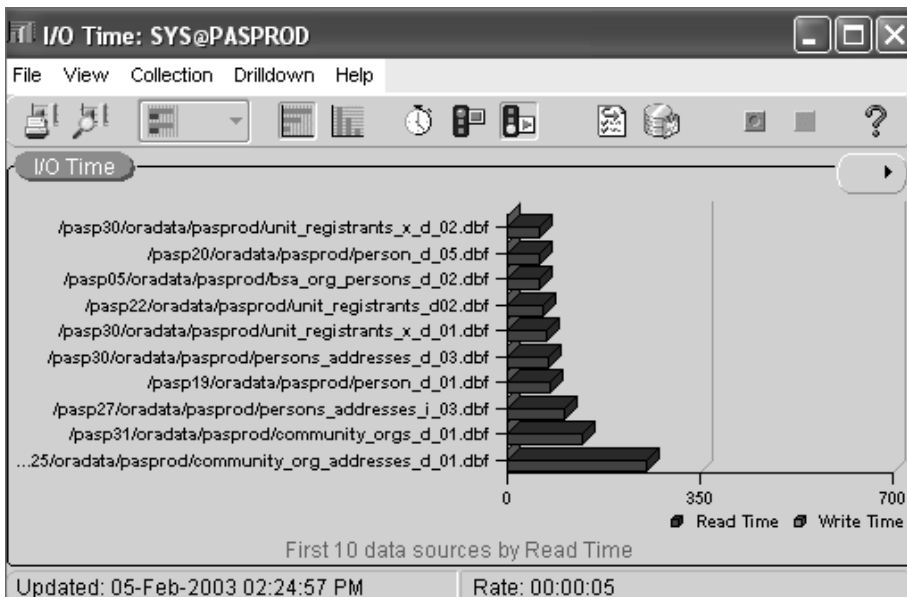 I/O Time: SYS@PASPROD
File View Collection Drilldown Help
I/O Time
/pasp30/oradata/pasprod/unit_registrants_x_d_02.dbf
/pasp20/oradata/pasprod/person_d_05.dbf
/pasp05/oradata/pasprod/bsa_org_persons_d_02.dbf
/pasp22/oradata/pasprod/unit_registrants_d02.dbf
/pasp30/oradata/pasprod/unit_registrants_x_d_01.dbf
/pasp30/oradata/pasprod/persons_addresses_d_03.dbf
/pasp19/oradata/pasprod/person_d_01.dbf
/pasp27/oradata/pasprod/persons_addresses_i_03.dbf
/pasp31/oradata/pasprod/community_orgs_d_01.dbf
...25/oradata/pasprod/community_org_addresses_d_01.dbf
0 350 700
Read Time Write Time
First 10 data sources by Read Time
Updated: 05-Feb-2003 02:24:57 PM Rate: 00:00:05